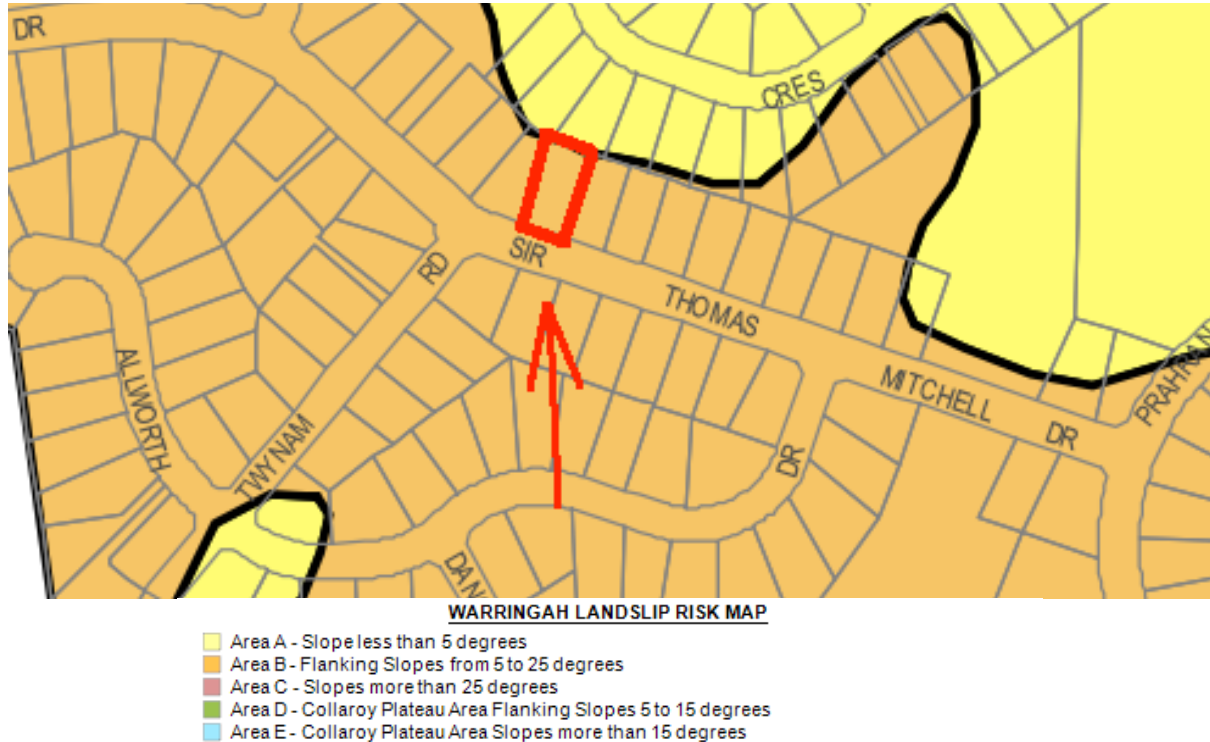 DR
CRES
SIR
RD
THOMAS
ALLWORTH
MITCHELL
PRAHRAN
DR
DR
TWYNAM
DAN
WARRINGAH LANDSLIP RISK MAP
Area A - Slope less than 5 degrees
Area B - Flanking Slopes from 5 to 25 degrees
Area C - Slopes more than 25 degrees
Area D - Collaroy Plateau Area Flanking Slopes 5 to 15 degrees
Area E - Collaroy Plateau Area Slopes more than 15 degrees